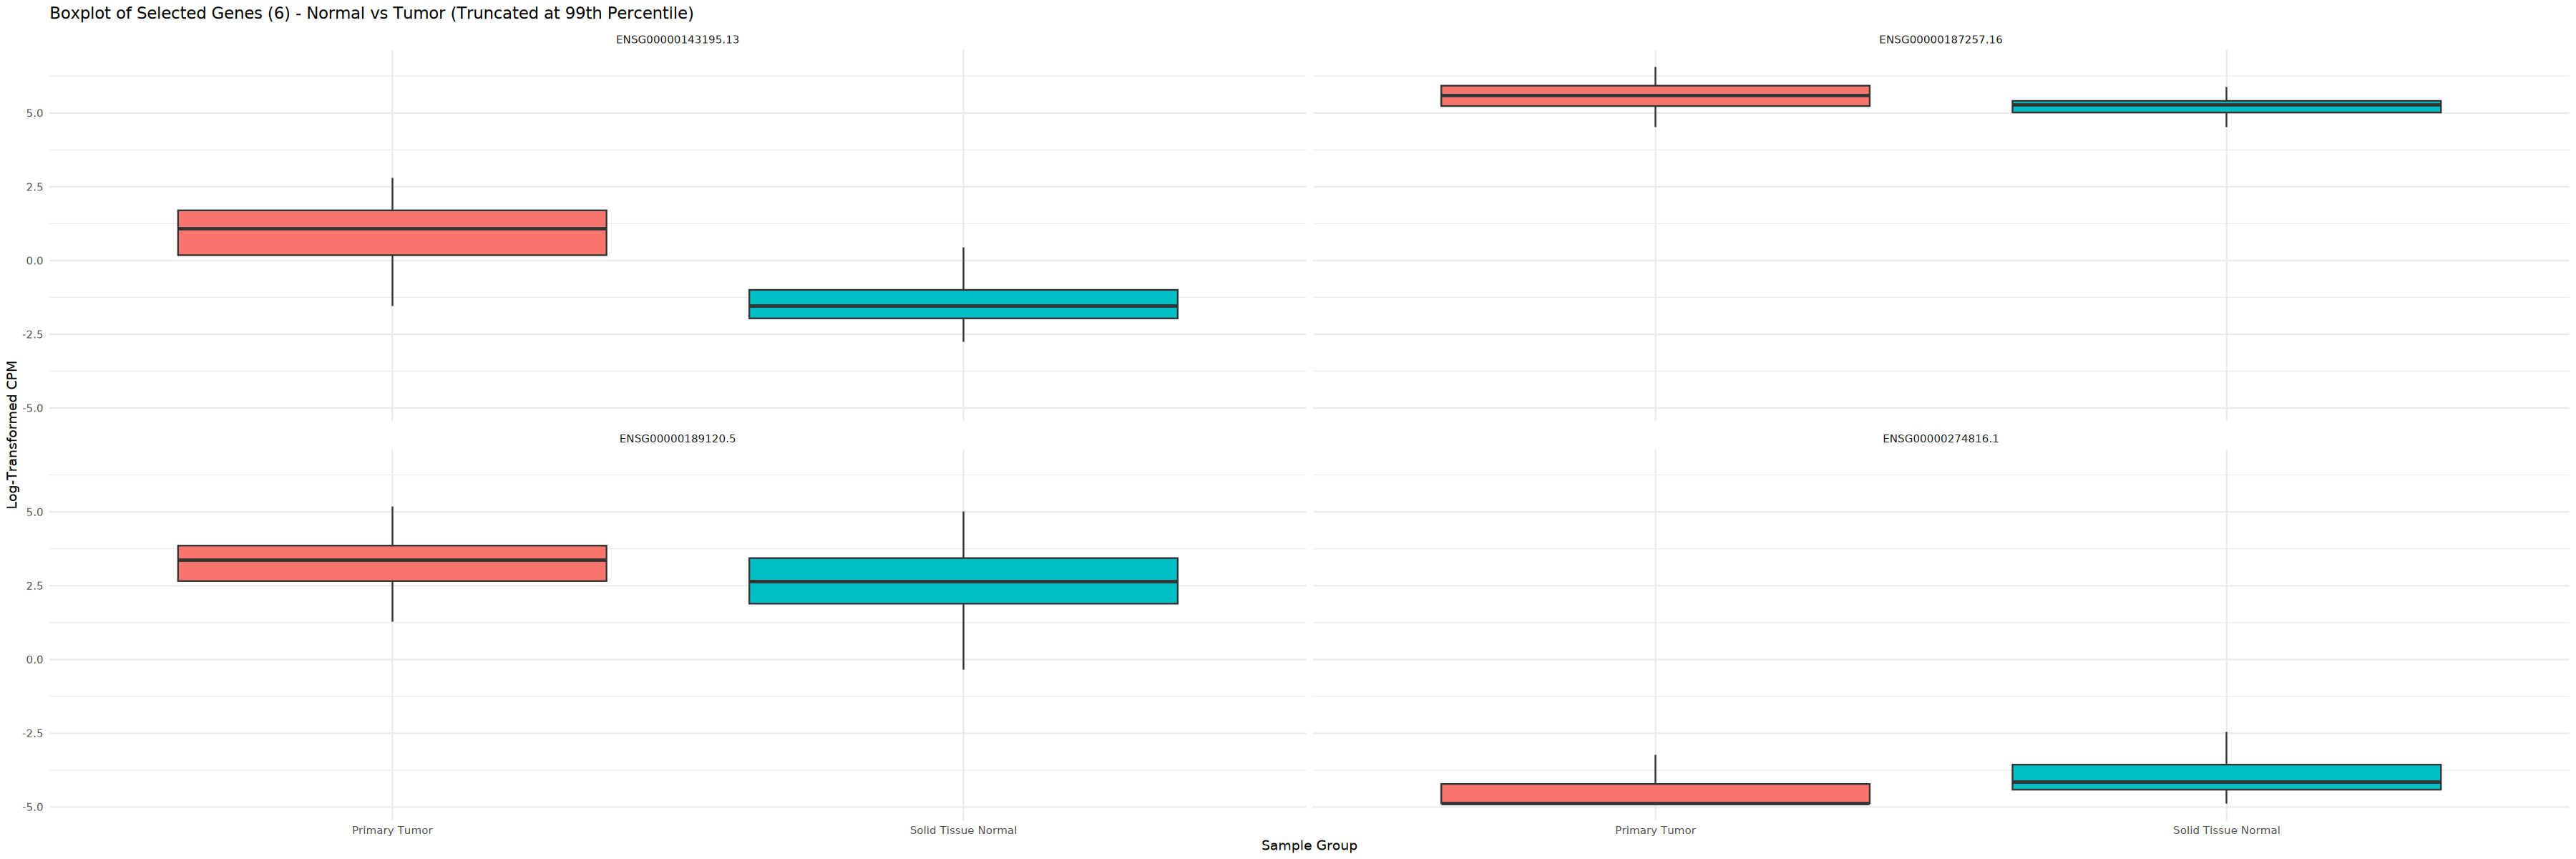 Boxplot of Selected Genes (6) - Normal vs Tumor (Truncated at 99th Percentile)
ENSG00000143195.13
ENSG00000187257.16
5.0
2.5
0.0
-2.5
-5.0
Log-Transformed CPM
ENSG00000189120.5
ENSG00000274816.1
5.0
2.5
0.0
-2.5
-5.0
Primary Tumor
Solid Tissue Normal
Primary Tumor
Solid Tissue Normal
Sample Group